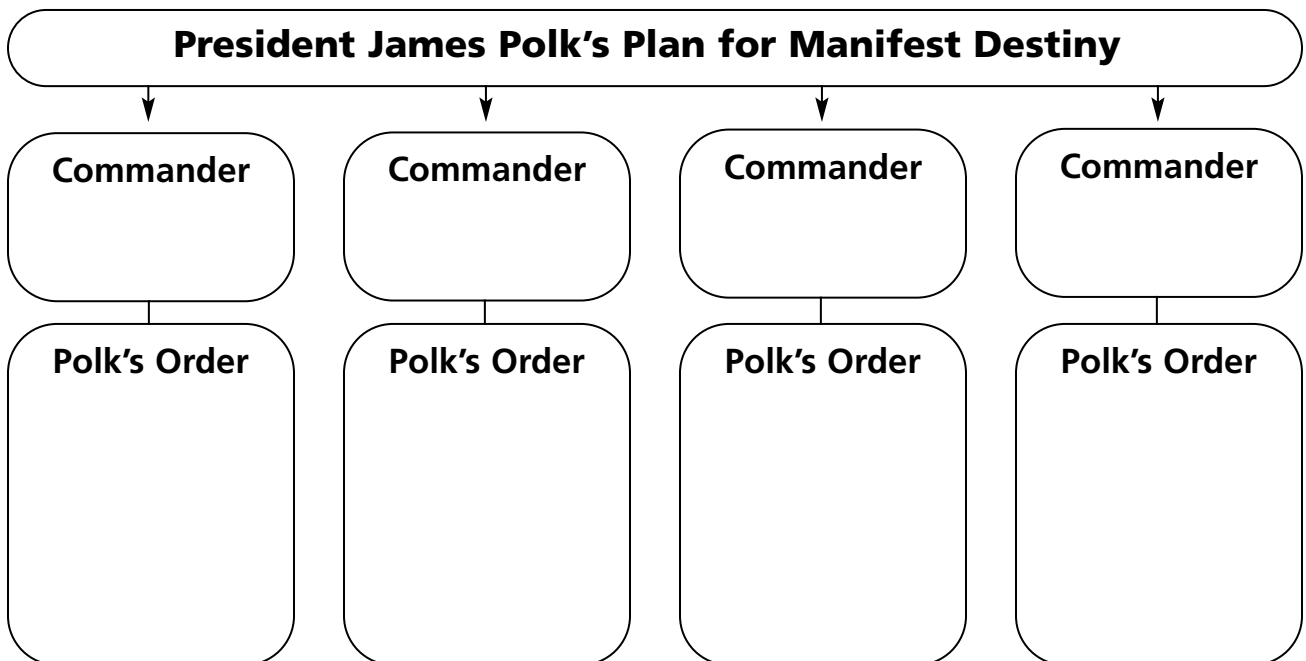 President James Polk’s Plan for Manifest Destiny
Commander
Commander
Commander
Commander
Polk’s Order
Polk’s Order
Polk’s Order
Polk’s Order